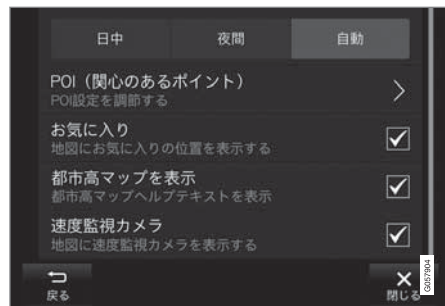 日中 夜間 自動
POI（関心のあるポイント）
POI設定を調節する
お気に入り
地図にお気に入りの位置を表示する
都市高マップを表示
都市高マップヘルプテキストを表示
速度監視カメラ
地図に速度監視カメラを表示する
戻る 閉じる
G057904